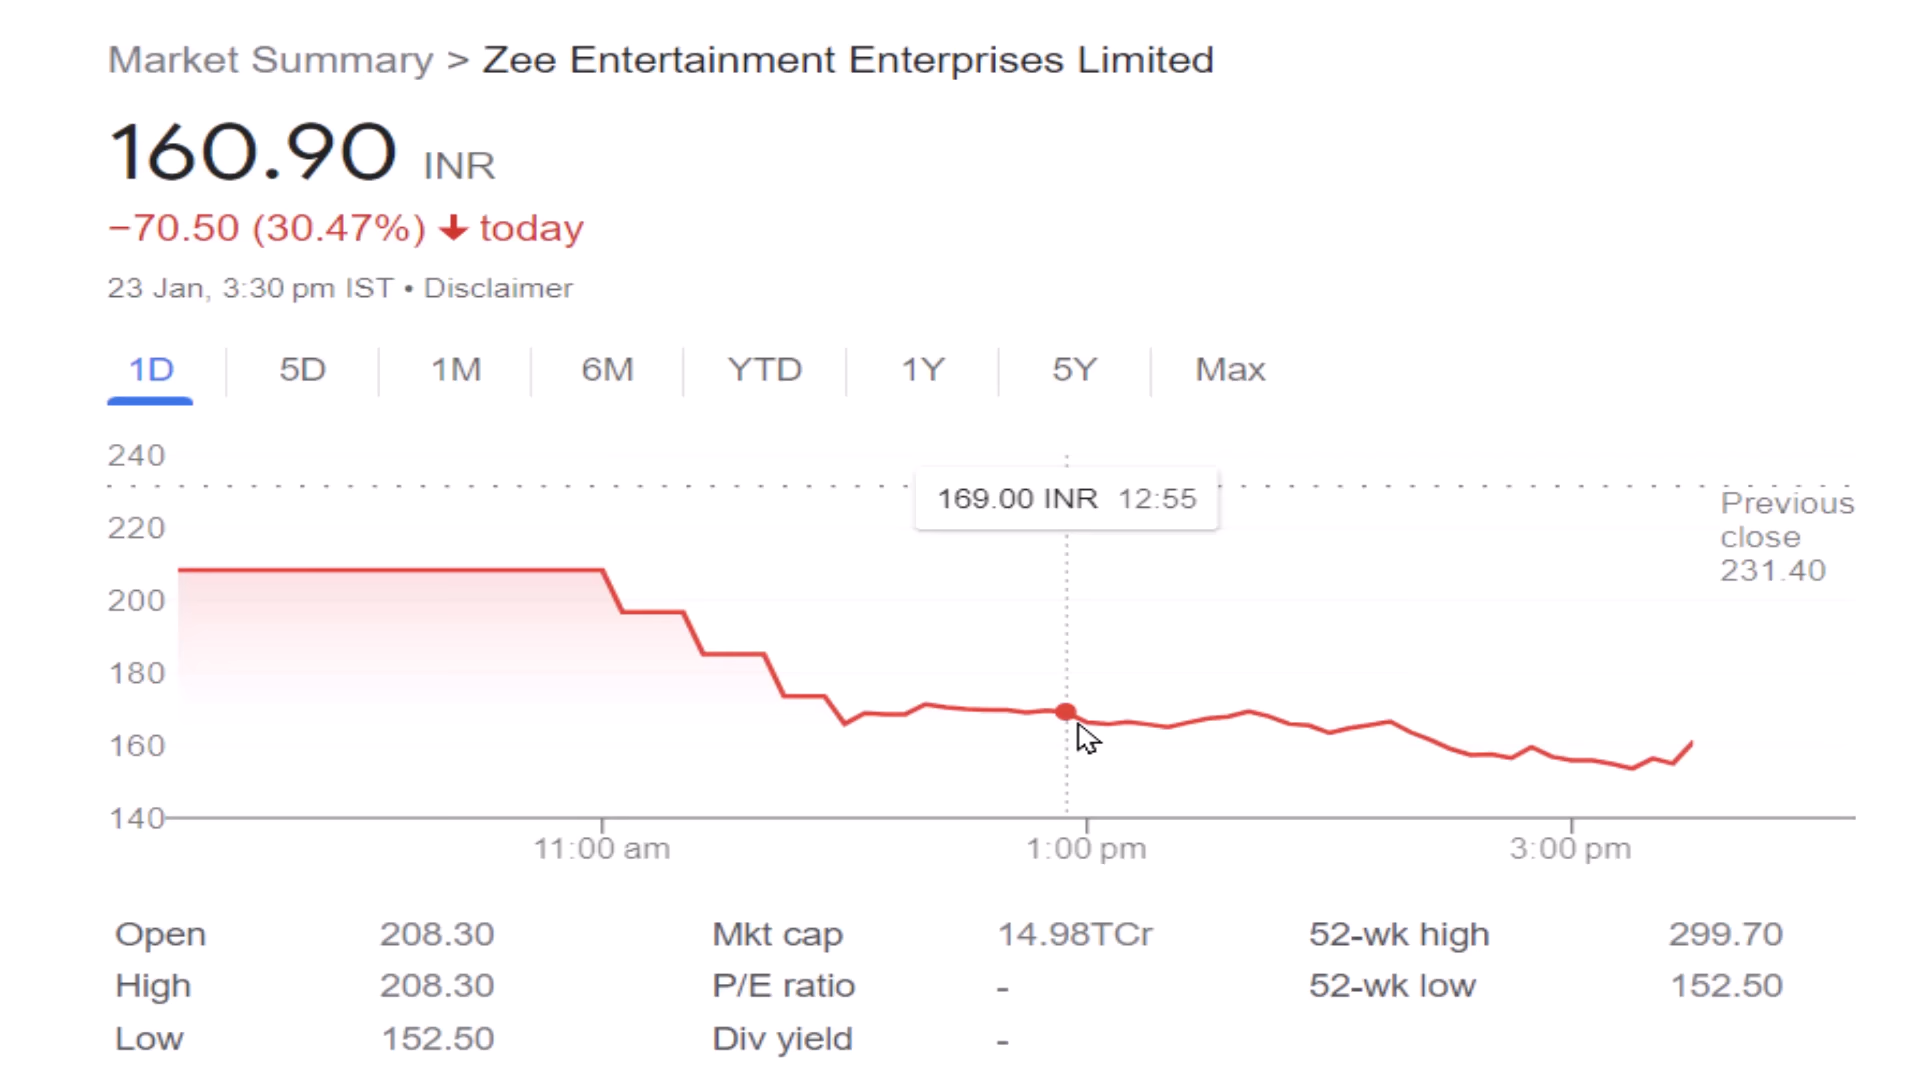 Market Summary > Zee Entertainment Enterprises Limited
160.90 INR
−70.50 (30.47%) ↓ today
23 Jan, 3:30 pm IST • Disclaimer
1D 5D 1M 6M YTD 1Y 5Y Max
240
169.00 INR 12:55
Previous
close
231.40
220
200
180
160
140
11:00 am 1:00 pm 3:00 pm
Open 208.30 Mkt cap 14.98TCr 52-wk high 299.70
High 208.30 P/E ratio - 52-wk low 152.50
Low 152.50 Div yield -